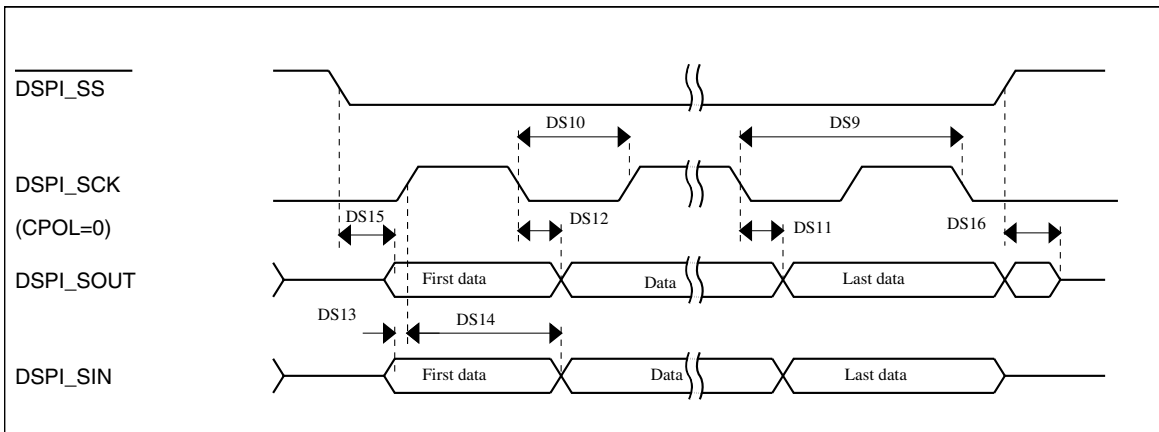 DSPI_SS
DS10
DS9
DSPI_SCK
(CPOL=0)
DS15
DS12
DS11
DS16
DSPI_SOUT
First data
Data
Last data
DS13
DS14
DSPI_SIN
First data
Data
Last data